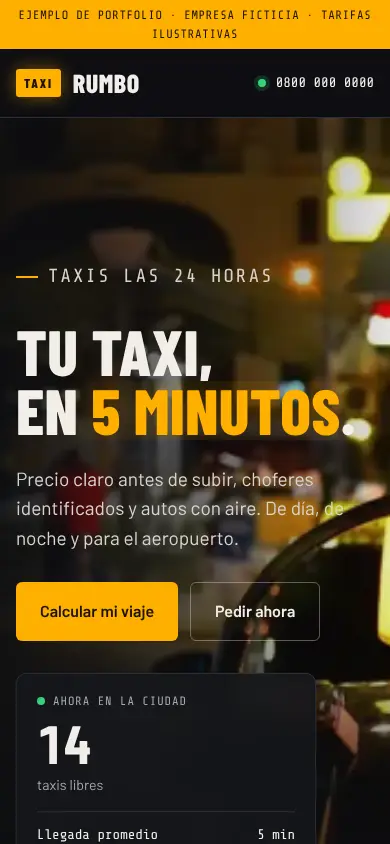 EJEMPLO DE PORTFOLIO · EMPRESA FICTICIA · TARIFAS
ILUSTRATIVAS
TAXI RUMBO
0800 000 0000
TAXIS LAS 24 HORAS
TU TAXI,
EN 5 MINUTOS.
Precio claro antes de subir, choferes
identificados y autos con aire. De día, de
noche y para el aeropuerto.
Calcular mi viaje
Pedir ahora
AHORA EN LA CIUDAD
14
taxis libres
Llegada promedio 5 min